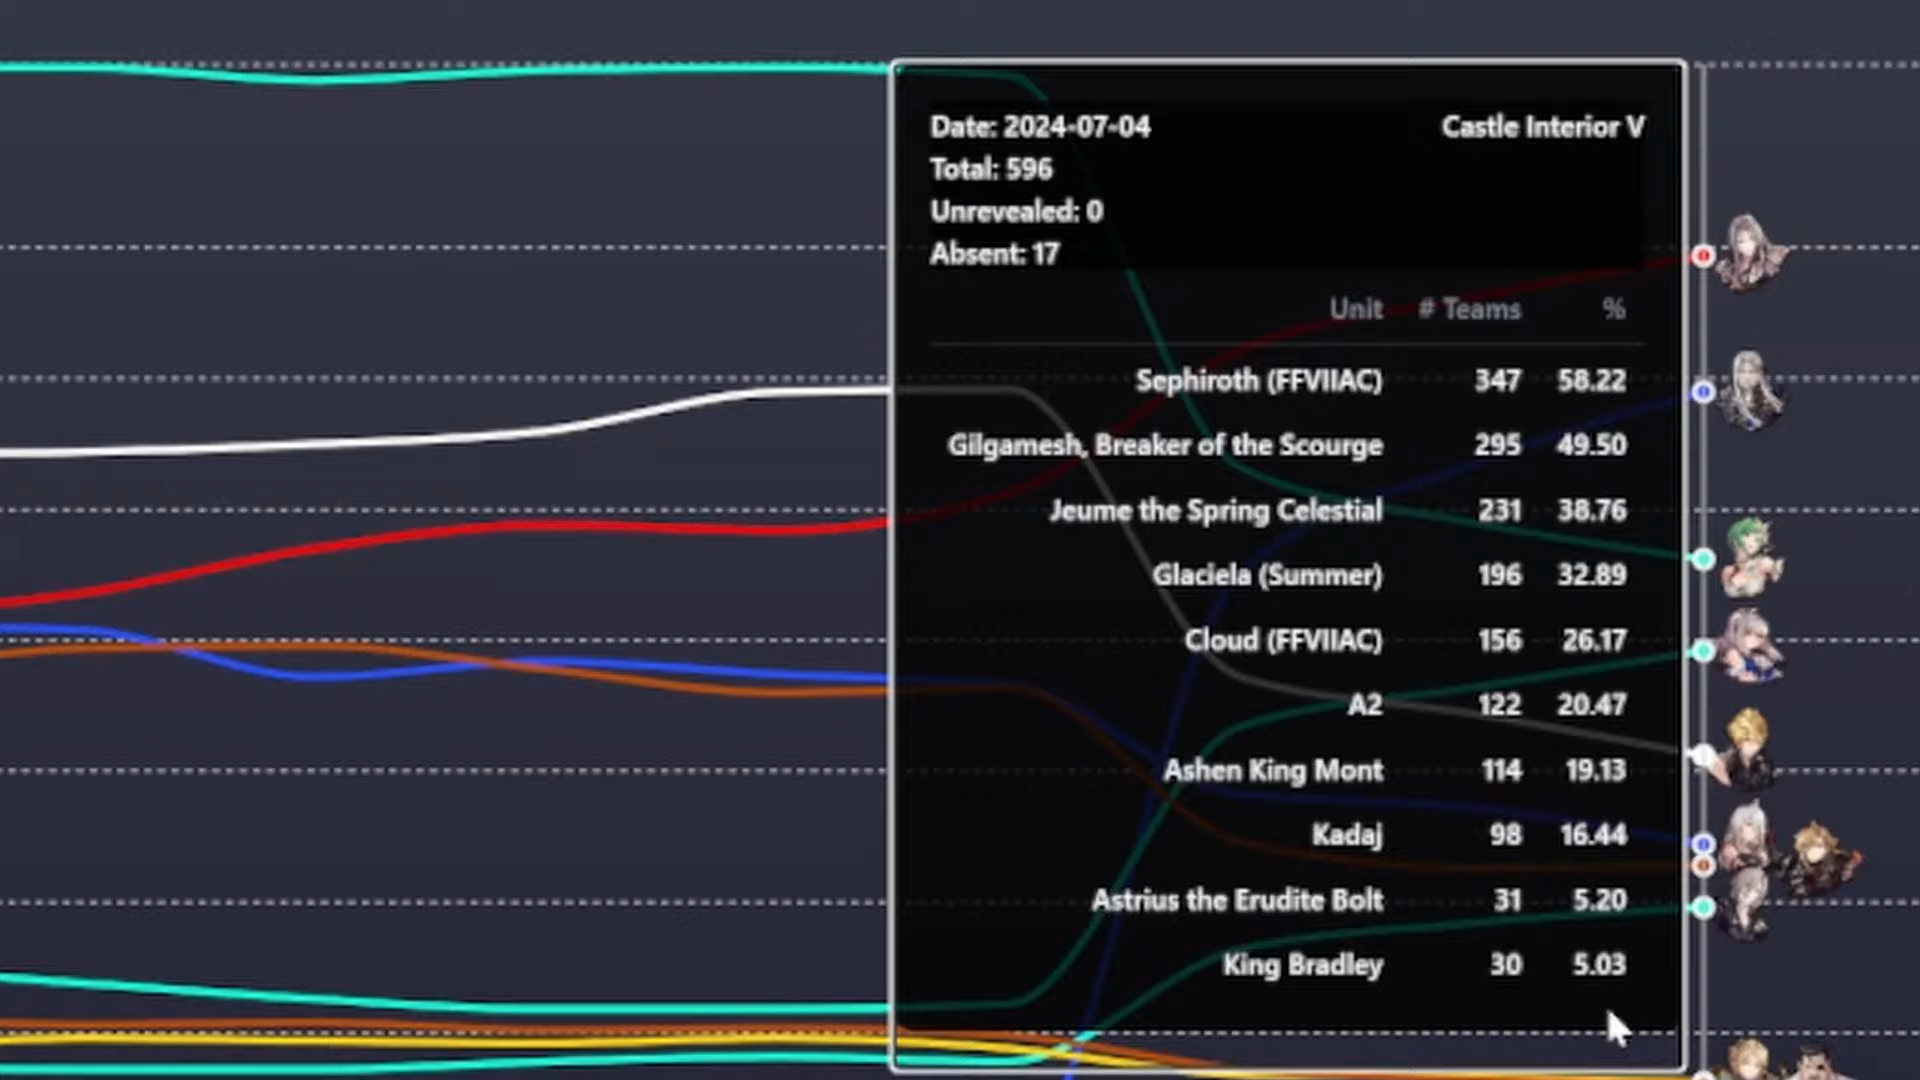 Date: 2024-07-04 Castle Interior V
Total: 596
Unrevealed: 0
Absent: 17
Unit # Teams %
Sephiroth (FFVIIAC) 347 58.22
Gilgamesh, Breaker of the Scourge 295 49.50
Jeume the Spring Celestial 231 38.76
Glaciela (Summer) 196 32.89
Cloud (FFVIIAC) 156 26.17
A2 122 20.47
Ashen King Mont 114 19.13
Kadaj 98 16.44
Astrius the Erudite Bolt 31 5.20
King Bradley 30 5.03